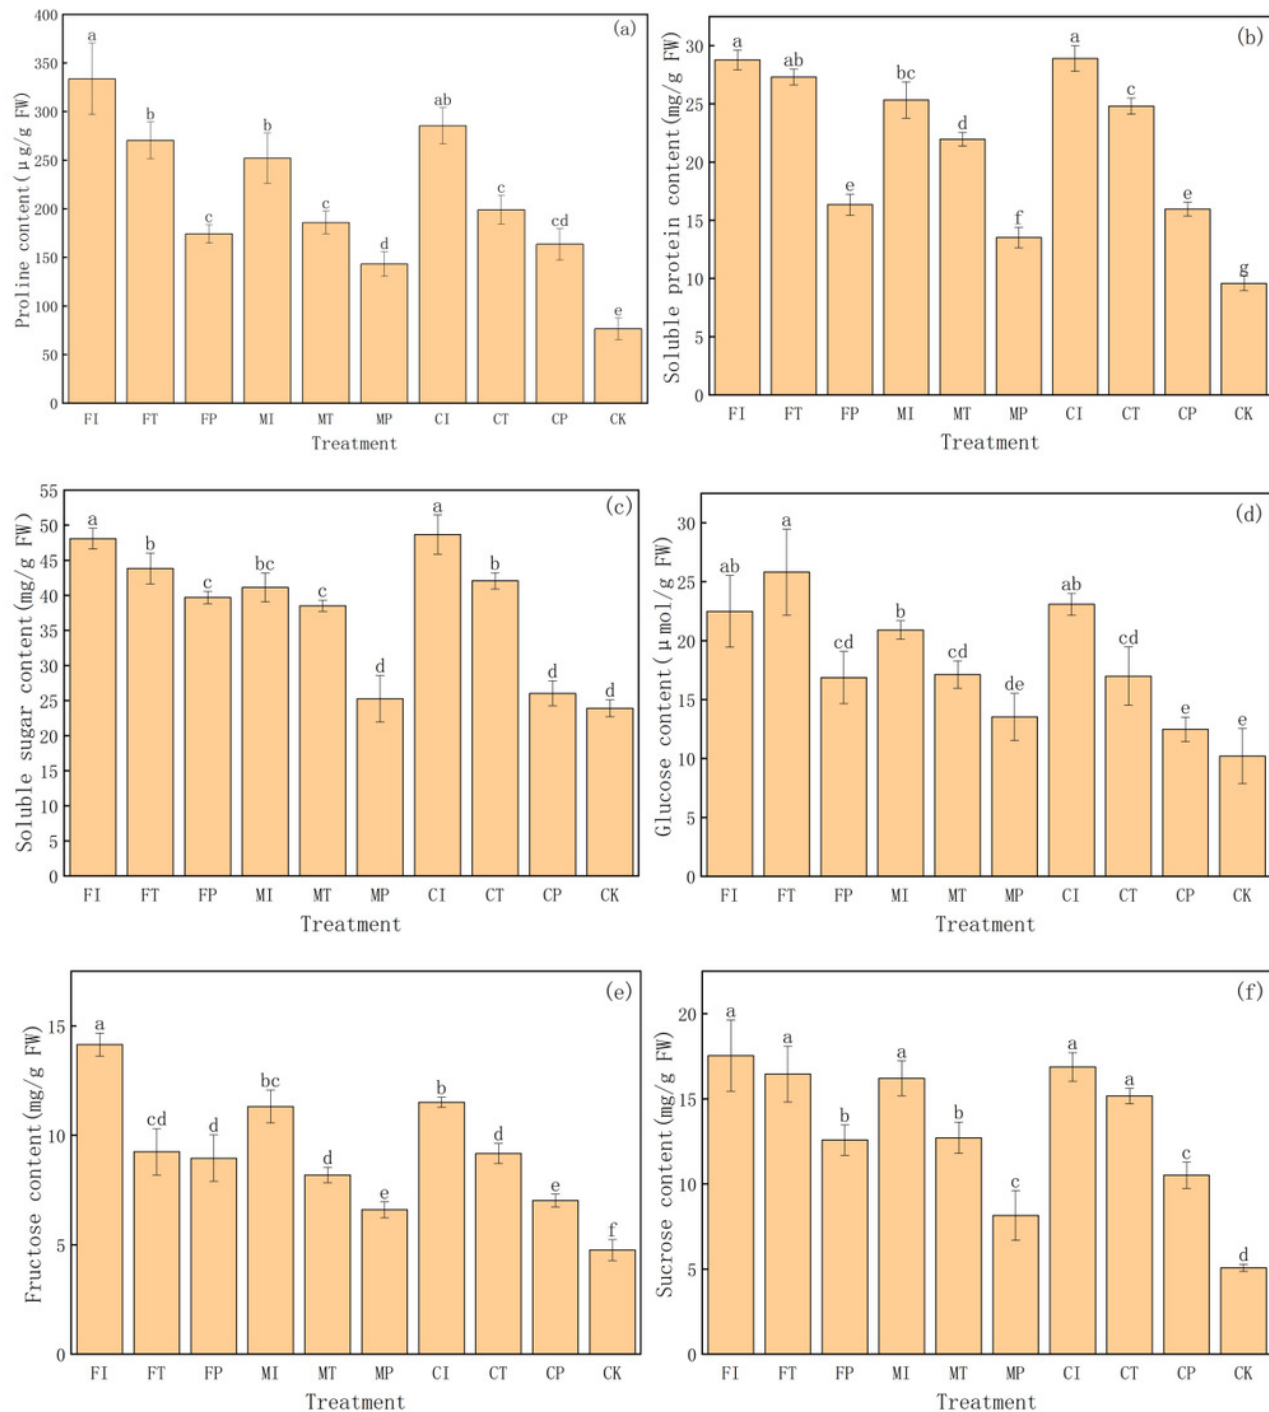 (a)
Proline content(μg/g FW)
400
350
300
250
200
150
100
50
0
a
b
c
b
c
d
ab
c
cd
e
FI FT FP MI MT MP CI CT CP CK
Treatment
(b)
Soluble protein content(mg/g FW)
30
25
20
15
10
5
0
a
ab
e
bc
d
f
a
c
e
g
FI FT FP MI MT MP CI CT CP CK
Treatment
(c)
Soluble sugar content(mg/g FW)
55
50
45
40
35
30
25
20
15
10
5
0
a
b
c
bc
c
d
a
b
d
d
FI FT FP MI MT MP CI CT CP CK
Treatment
(d)
Glucose content(μmol/g FW)
30
25
20
15
10
5
0
ab
a
cd
b
cd
de
ab
cd
e
e
FI FT FP MI MT MP CI CT CP CK
Treatment
(e)
Fructose content(mg/g FW)
15
10
5
0
a
cd
d
bc
d
e
b
d
e
f
FI FT FP MI MT MP CI CT CP CK
Treatment
(f)
Sucrose content(mg/g FW)
20
15
10
5
0
a
a
b
a
b
c
a
a
c
d
FI FT FP MI MT MP CI CT CP CK
Treatment